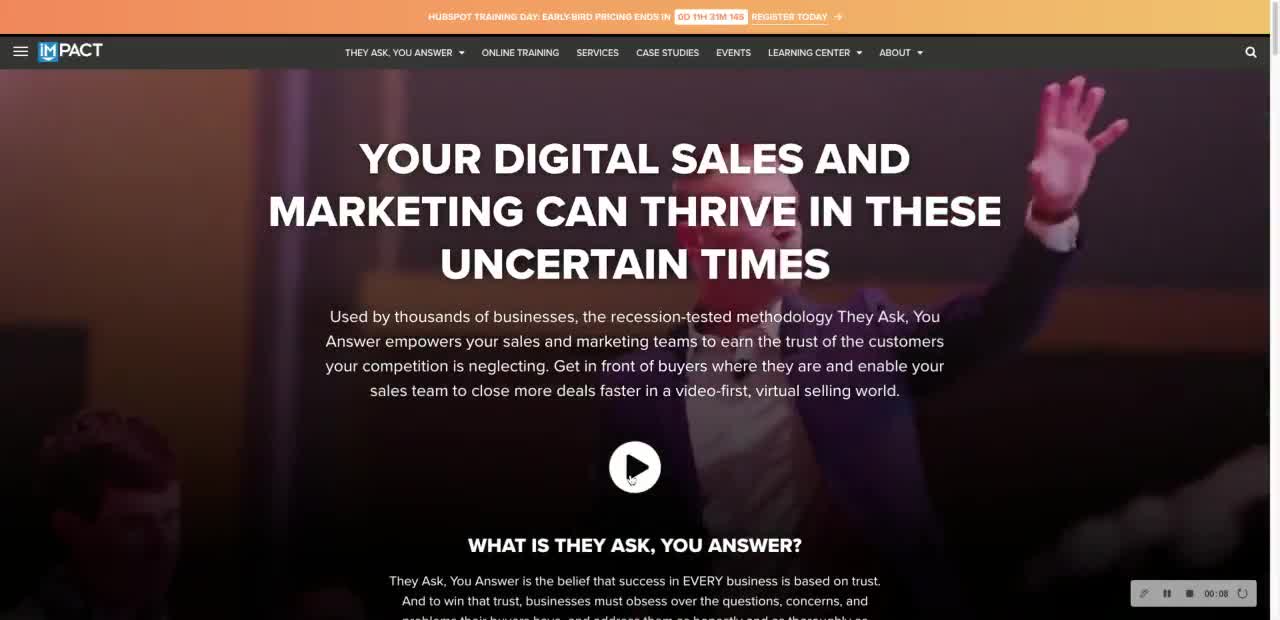 HUBSPOT TRAINING DAY: EARLY-BIRD PRICING ENDS IN 0D 11H 31M 14S REGISTER TODAY →
IMPACT THEY ASK, YOU ANSWER ONLINE TRAINING SERVICES CASE STUDIES EVENTS LEARNING CENTER ABOUT
YOUR DIGITAL SALES AND
MARKETING CAN THRIVE IN THESE
UNCERTAIN TIMES
Used by thousands of businesses, the recession-tested methodology They Ask, You
Answer empowers your sales and marketing teams to earn the trust of the customers
your competition is neglecting. Get in front of buyers where they are and enable your
sales team to close more deals faster in a video-first, virtual selling world.
WHAT IS THEY ASK, YOU ANSWER?
They Ask, You Answer is the belief that success in EVERY business is based on trust.
And to win that trust, businesses must obsess over the questions, concerns, and
00:08